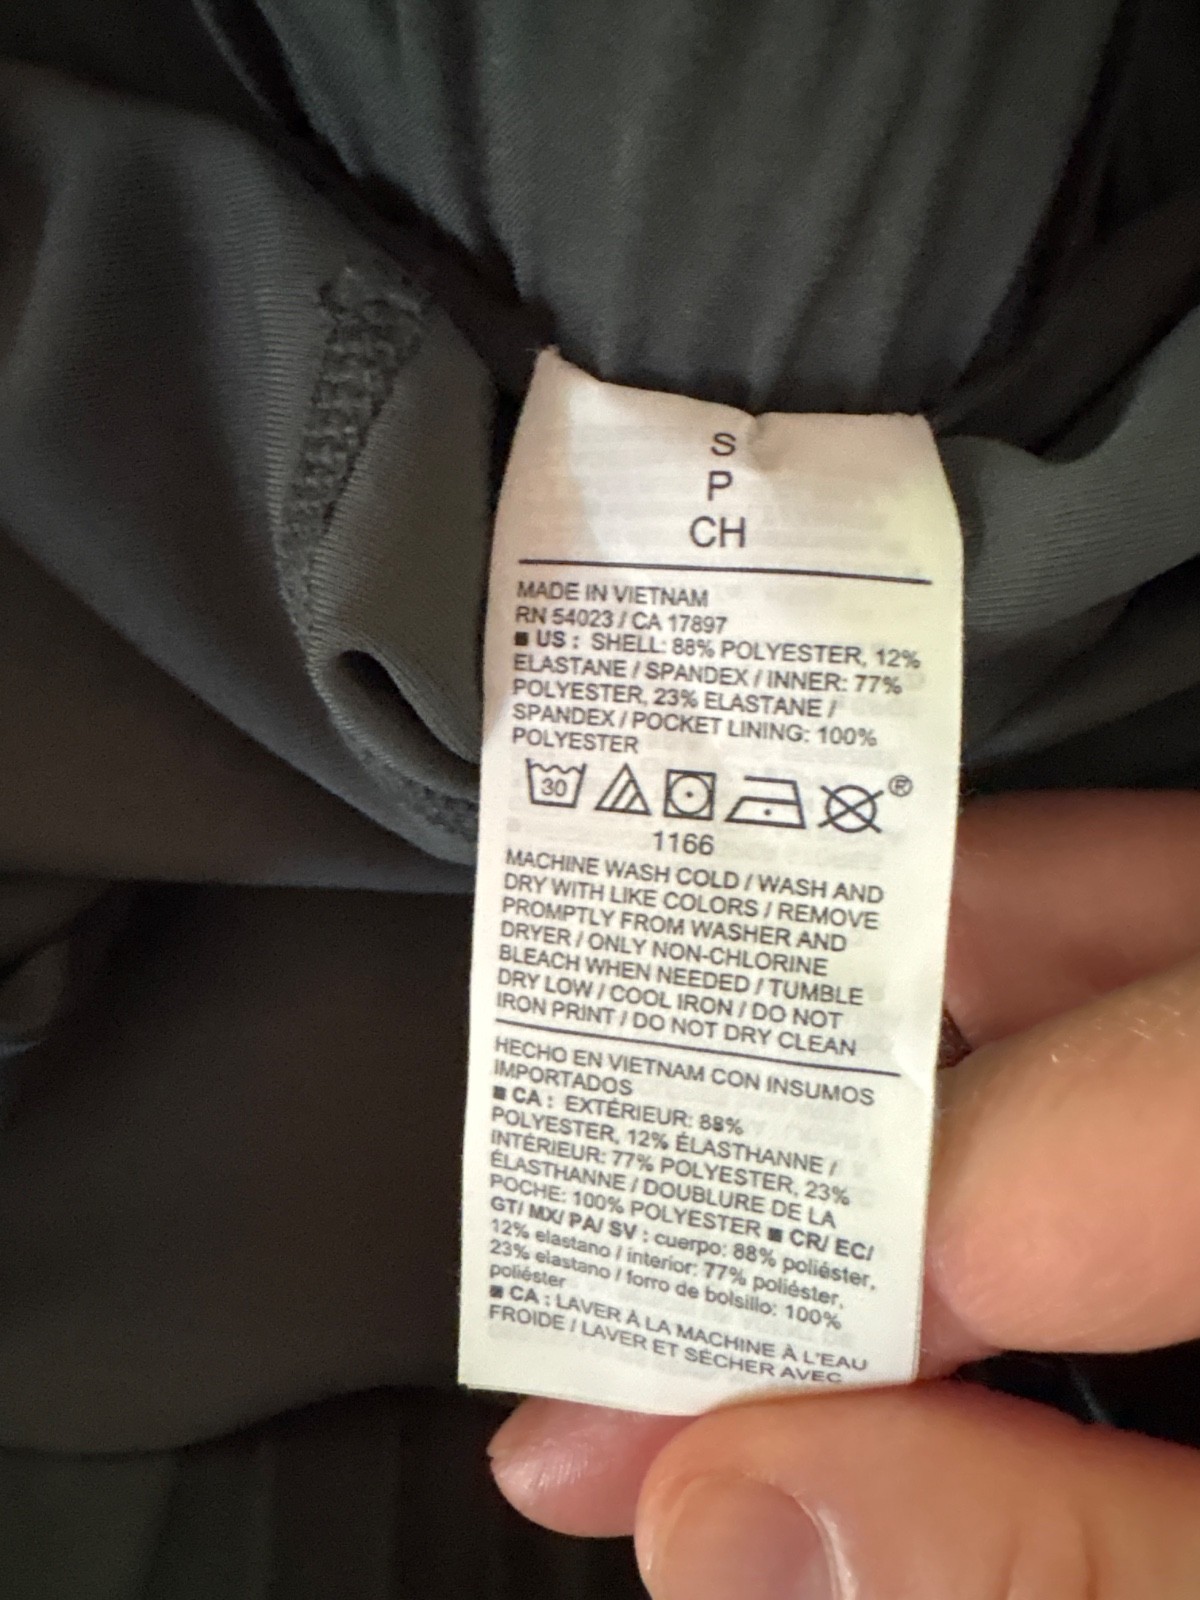 S
P
CH
MADE IN VIETNAM
RN 54023 / CA 17897
■ US : SHELL: 88% POLYESTER, 12%
ELASTANE / SPANDEX / INNER: 77%
POLYESTER, 23% ELASTANE /
SPANDEX / POCKET LINING: 100%
POLYESTER
30
®
1166
MACHINE WASH COLD / WASH AND
DRY WITH LIKE COLORS / REMOVE
PROMPTLY FROM WASHER AND
DRYER / ONLY NON-CHLORINE
BLEACH WHEN NEEDED / TUMBLE
DRY LOW / COOL IRON / DO NOT
IRON PRINT / DO NOT DRY CLEAN
HECHO EN VIETNAM CON INSUMOS
IMPORTADOS
■ CA : EXTÉRIEUR: 88%
POLYESTER, 12% ÉLASTHANNE /
INTÉRIEUR: 77% POLYESTER, 23%
ÉLASTHANNE / DOUBLURE DE LA
POCHE: 100% POLYESTER ■ CR/ EC/
GT/ MX/ PA/ SV : cuerpo: 88% poliéster,
12% elastano / interior: 77% poliéster,
23% elastano / forro de bolsillo: 100%
poliéster
■ CA : LAVER À LA MACHINE À L'EAU
FROIDE / LAVER ET SÉCHER AVEC